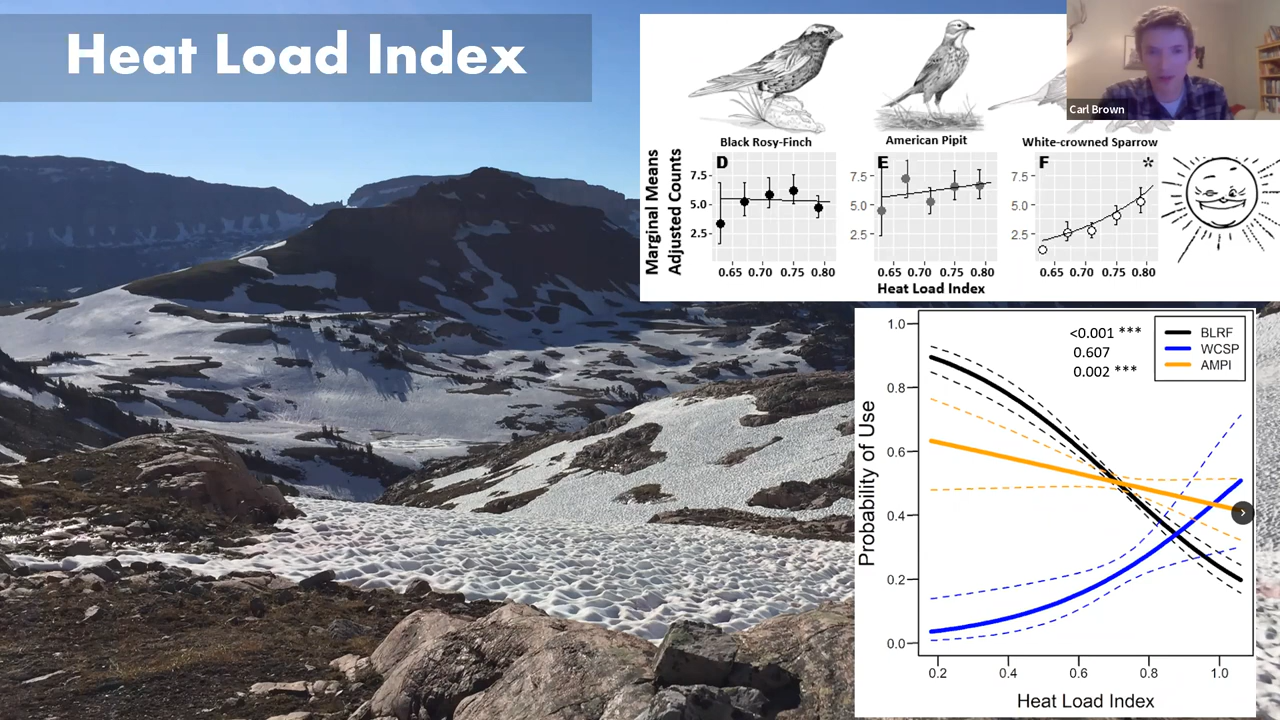 Heat Load Index
Carl Brown
Black Rosy-Finch
American Pipit
White-crowned Sparrow
Marginal Means
Adjusted Counts
D
7.5
5.0
2.5
0.65 0.70 0.75 0.80
E
7.5
5.0
2.5
0.65 0.70 0.75 0.80
F
*
7.5
5.0
2.5
0.65 0.70 0.75 0.80
Heat Load Index
Probability of Use
1.0
0.8
0.6
0.4
0.2
0.0
<0.001 ***
0.607
0.002 ***
BLRF
WCSP
AMPI
0.2 0.4 0.6 0.8 1.0
Heat Load Index